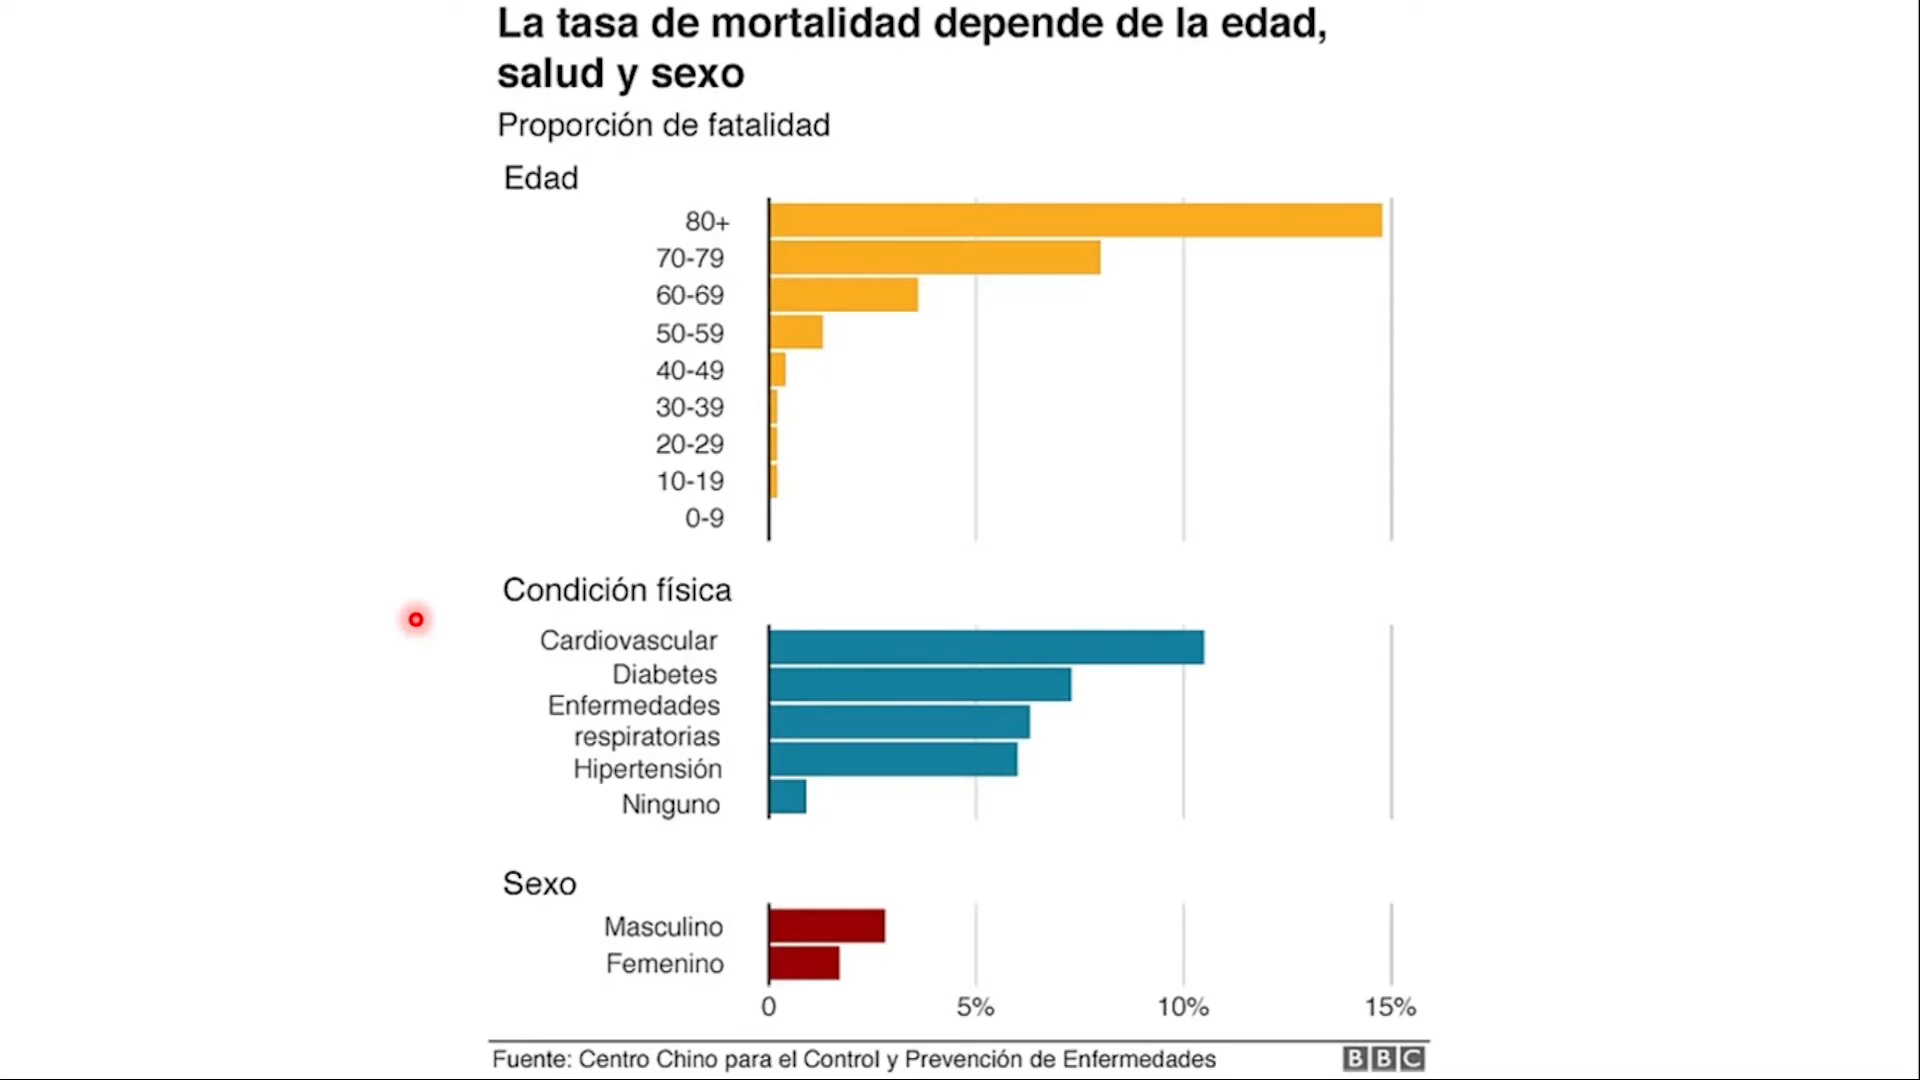 La tasa de mortalidad depende de la edad,
salud y sexo
Proporción de fatalidad
Edad
80+
70-79
60-69
50-59
40-49
30-39
20-29
10-19
0-9
Condición física
Cardiovascular
Diabetes
Enfermedades
respiratorias
Hipertensión
Ninguno
Sexo
Masculino
Femenino
0 5% 10% 15%
Fuente: Centro Chino para el Control y Prevención de Enfermedades BBC